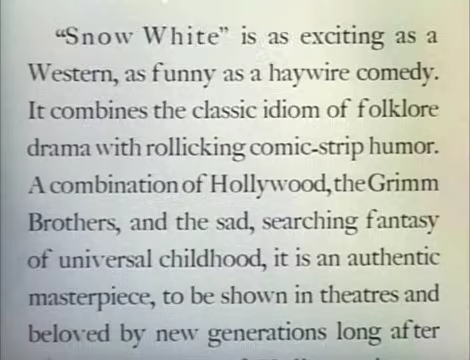 “Snow White” is as exciting as a
Western, as funny as a haywire comedy.
It combines the classic idiom of folklore
drama with rollicking comic-strip humor.
A combination of Hollywood, the Grimm
Brothers, and the sad, searching fantasy
of universal childhood, it is an authentic
masterpiece, to be shown in theatres and
beloved by new generations long after